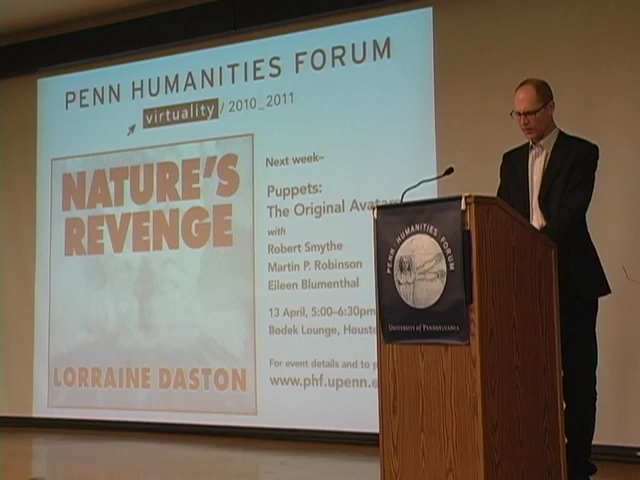 PENN HUMANITIES FORUM
virtuality / 2010_2011
NATURE'S
REVENGE
LORRAINE DASTON
Next week–
Puppets:
The Original
with
Robert Smythe
Martin P. Robinson
Eileen Blumenthal
13 April, 5:00–6:30pm
Bodek Lounge,
For event details and to
www.phf.upenn.e
PENN HUMANITIES FORUM
UNIVERSITY of PENNSYLVANIA